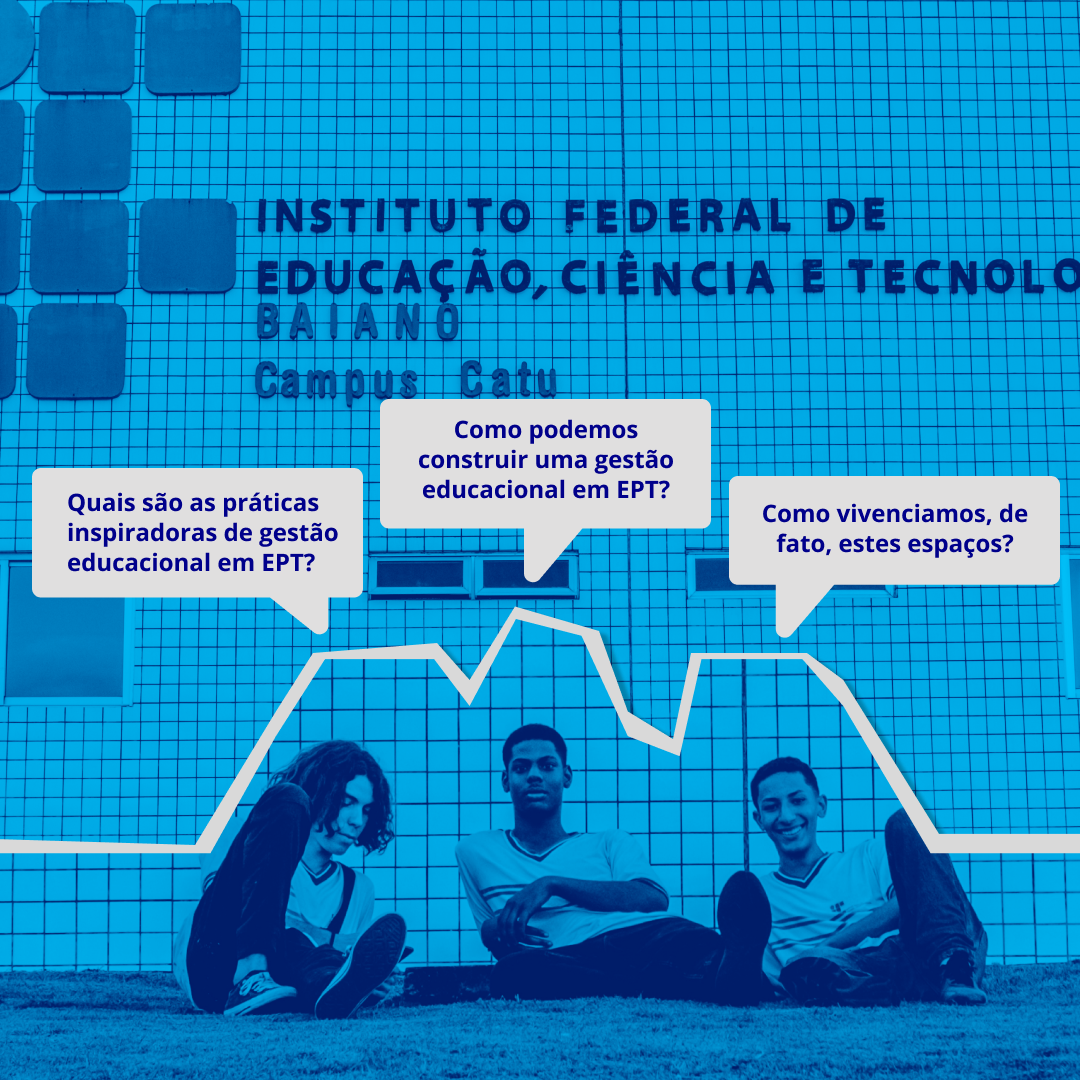 INSTITUTO FEDERAL DE
EDUCAÇÃO, CIÊNCIA E TECNOLO
BAIANO
Campus Catu
Como podemos
construir uma gestão
educacional em EPT?
Quais são as práticas
inspiradoras de gestão
educacional em EPT?
Como vivenciamos, de
fato, estes espaços?